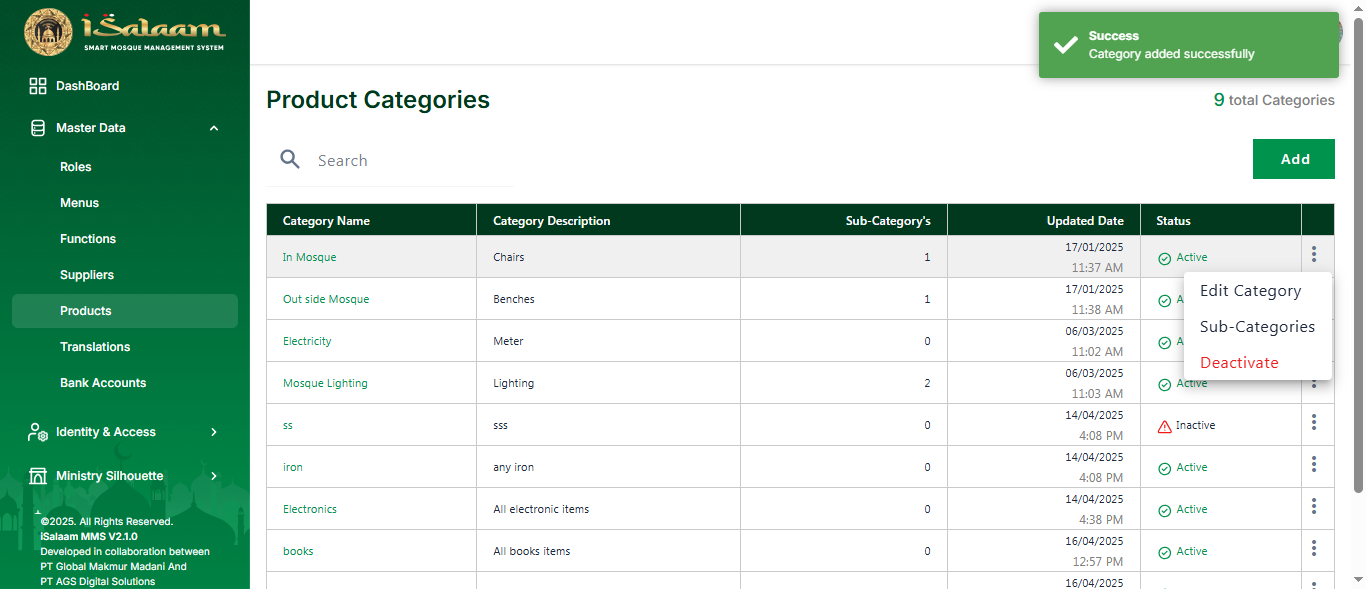 iSalaam
SMART MOSQUE MANAGEMENT SYSTEM
DashBoard
Master Data
Roles
Menus
Functions
Suppliers
Products
Translations
Bank Accounts
Identity & Access
Ministry Silhouette
©2025. All Rights Reserved.
iSalaam MMS V2.1.0
Developed in collaboration between
PT Global Makmur Madani And
PT AGS Digital Solutions
Success
Category added successfully
Product Categories
9 total Categories
Search
Add
Category Name Category Description Sub-Category's Updated Date Status
In Mosque Chairs 1 17/01/2025 11:37 AM Active
Out side Mosque Benches 1 17/01/2025 11:38 AM A
Electricity Meter 0 06/03/2025 11:02 AM A
Mosque Lighting Lighting 2 06/03/2025 11:03 AM Active
ss sss 0 14/04/2025 4:08 PM Inactive
iron any iron 0 14/04/2025 4:08 PM Active
Electronics All electronic items 0 14/04/2025 4:38 PM Active
books All books items 0 16/04/2025 12:57 PM Active
16/04/2025
Edit Category
Sub-Categories
Deactivate